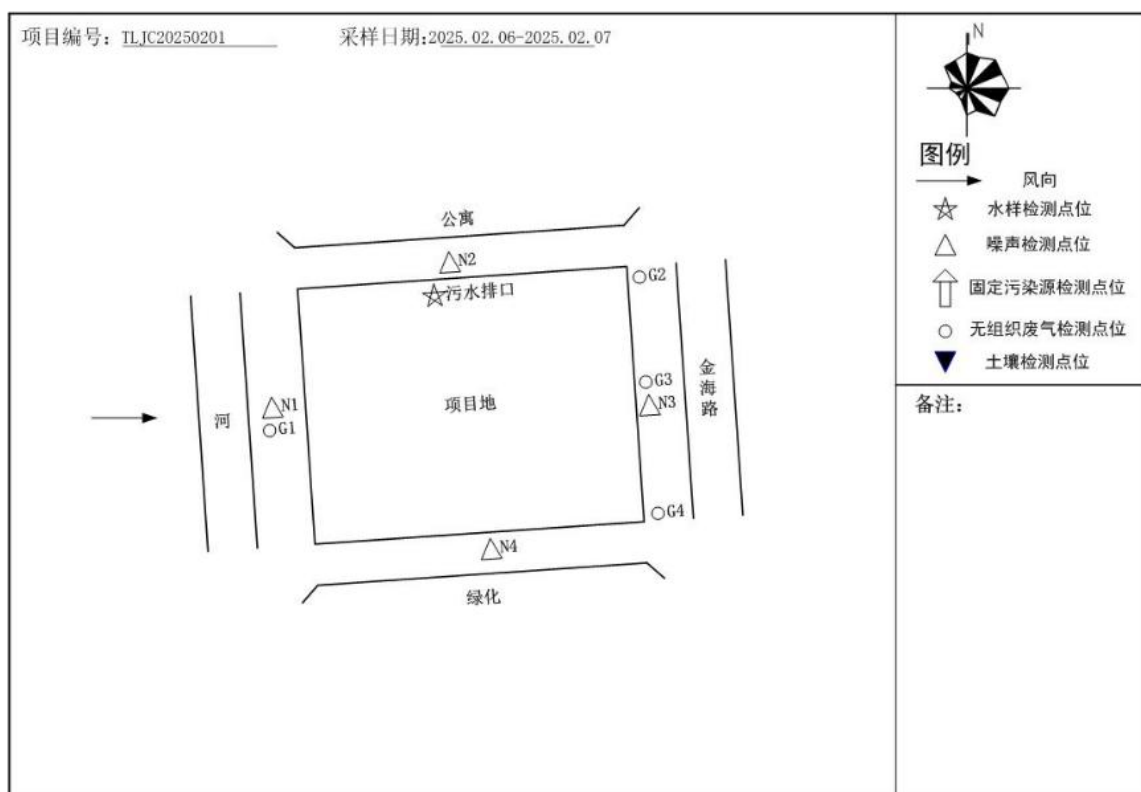 项目编号：TLJC20250201 采样日期:2025.02.06-2025.02.07
N
图例
风向
水样检测点位
噪声检测点位
固定污染源检测点位
无组织废气检测点位
土壤检测点位
备注：
公寓
N2
G2
污水排口
G3
金海路
N1
项目地
N3
河
G1
G4
N4
绿化